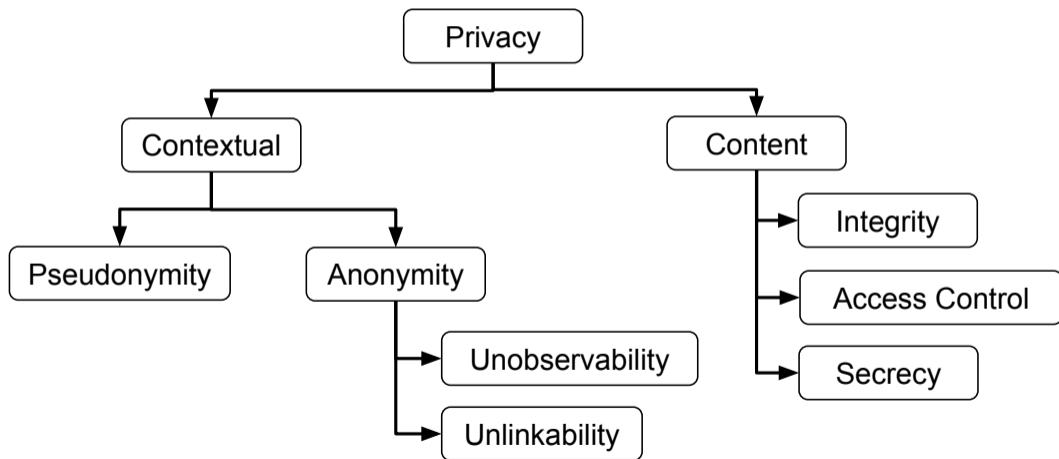 Privacy
Contextual
Content
Pseudonymity
Anonymity
Unobservability
Unlinkability
Integrity
Access Control
Secrecy